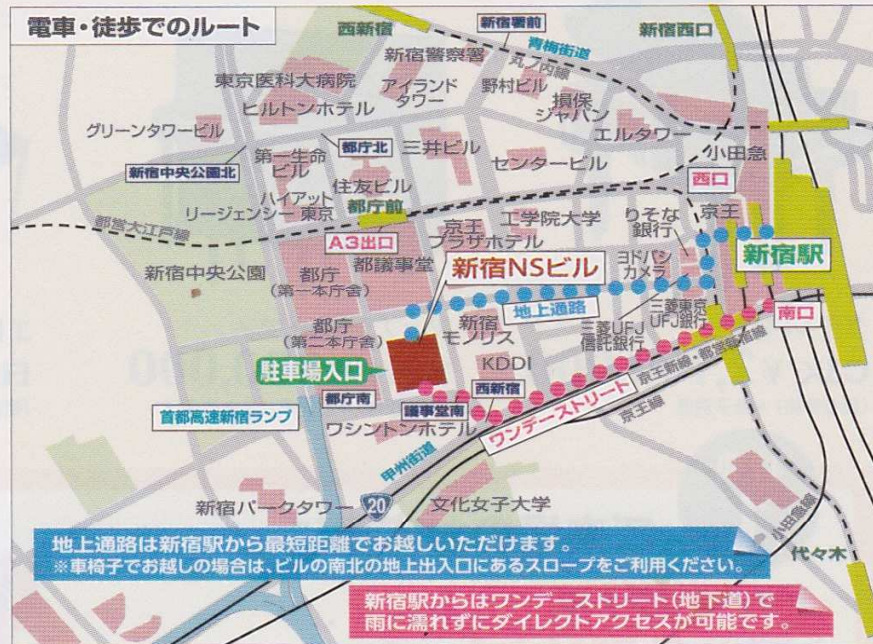 電車・徒歩でのルート
西新宿
新宿署前
青梅街道
新宿西口
新宿警察署
丸ノ内線
東京医科大病院
アイランド
タワー
野村ビル
ヒルトンホテル
損保
ジャパン
グリーンタワービル
エルタワー
都庁北
三井ビル
小田急
第一生命
ビル
センタービル
新宿中央公園北
住友ビル
西口
ハイアット
リージェンシー 東京
都庁前
京王
プラザホテル
工学院大学
りそな
銀行
京王
都営大江戸線
A3出口
都議事堂
新宿NSビル
ヨドバシ
カメラ
新宿駅
新宿中央公園
都庁
(第一本庁舎)
地上通路
三菱東京
UFJ銀行
南口
都庁
(第二本庁舎)
新宿
モノリス
三菱UFJ
信託銀行
京王新線・都営新宿線
駐車場入口
KDDI
西新宿
京王線
都庁南
議事堂南
ワンデーストリート
首都高速新宿ランプ
ワシントンホテル
甲州街道
新宿パークタワー
20
文化女子大学
小田急線
代々木
地上通路は新宿駅から最短距離でお越しいただけます。
※車椅子でお越しの場合は、ビルの南北の地上出入口にあるスロープをご利用ください。
新宿駅からはワンデーストリート(地下道)で
雨に濡れずにダイレクトアクセスが可能です。